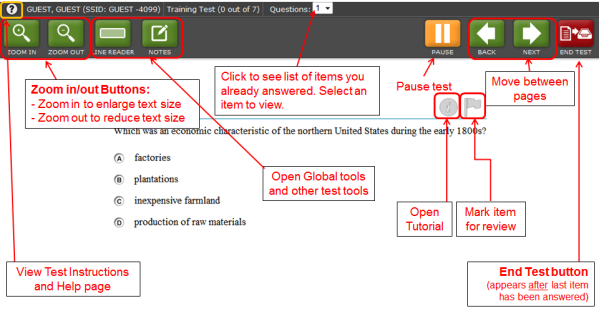 ? GUEST, GUEST (SSID: GUEST -4099) Training Test (0 out of 7) Questions: 1
ZOOM IN ZOOM OUT LINE READER NOTES PAUSE BACK NEXT END TEST
Zoom in/out Buttons:
- Zoom in to enlarge text size
- Zoom out to reduce text size
Click to see list of items you
already answered. Select an
item to view.
Pause test
Move between
pages
Which was an economic characteristic of the northern United States during the early 1800s?
A factories
B plantations
C inexpensive farmland
D production of raw materials
Open Global tools
and other test tools
Open
Tutorial
Mark item
for review
View Test Instructions
and Help page
End Test button
(appears after last item
has been answered)